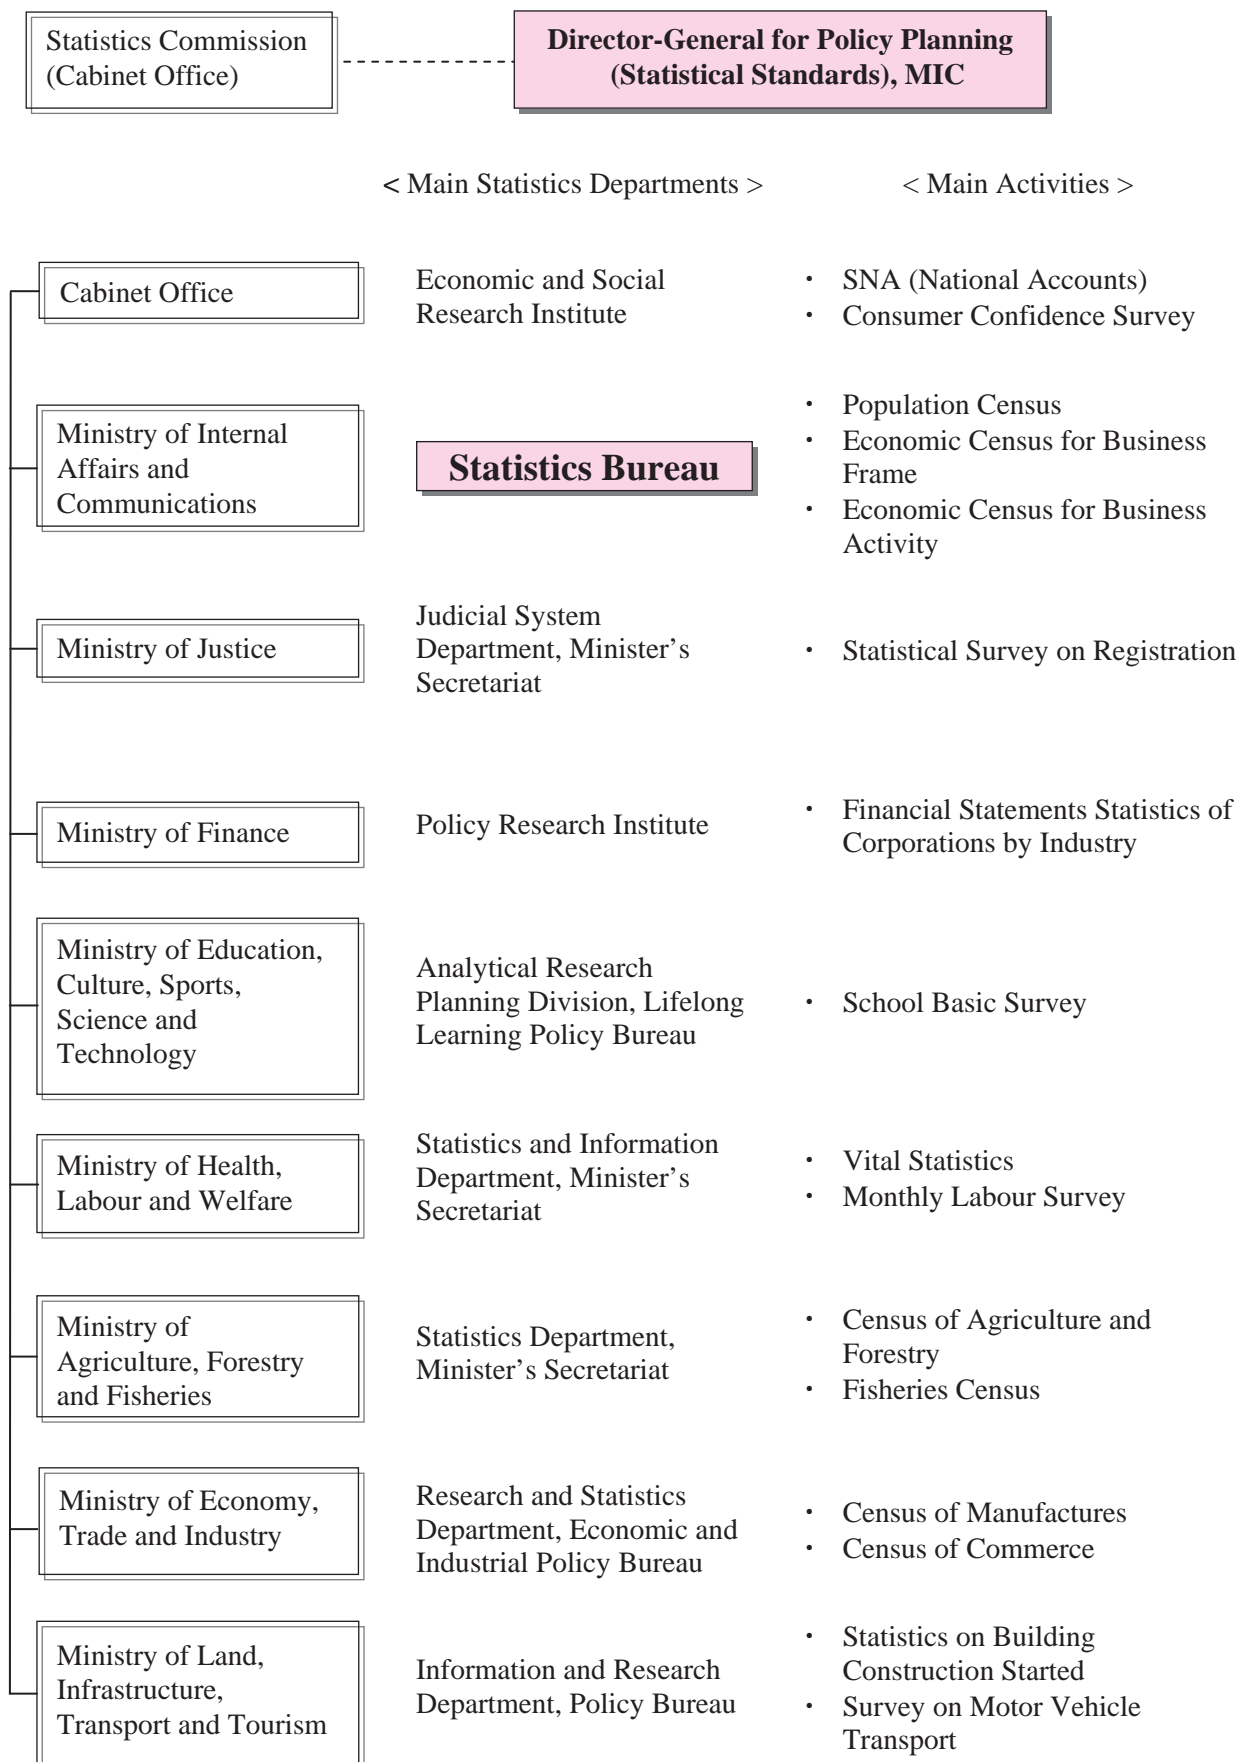 Statistics Commission
(Cabinet Office)
Director-General for Policy Planning
(Statistical Standards), MIC
< Main Statistics Departments >
< Main Activities >
Cabinet Office
Economic and Social
Research Institute
・ SNA (National Accounts)
・ Consumer Confidence Survey
Ministry of Internal
Affairs and
Communications
Statistics Bureau
・ Population Census
・ Economic Census for Business
Frame
・ Economic Census for Business
Activity
Ministry of Justice
Judicial System
Department, Minister’s
Secretariat
・ Statistical Survey on Registration
Ministry of Finance
Policy Research Institute
・ Financial Statements Statistics of
Corporations by Industry
Ministry of Education,
Culture, Sports,
Science and
Technology
Analytical Research
Planning Division, Lifelong
Learning Policy Bureau
・ School Basic Survey
Ministry of Health,
Labour and Welfare
Statistics and Information
Department, Minister’s
Secretariat
・ Vital Statistics
・ Monthly Labour Survey
Ministry of
Agriculture, Forestry
and Fisheries
Statistics Department,
Minister’s Secretariat
・ Census of Agriculture and
Forestry
・ Fisheries Census
Ministry of Economy,
Trade and Industry
Research and Statistics
Department, Economic and
Industrial Policy Bureau
・ Census of Manufactures
・ Census of Commerce
Ministry of Land,
Infrastructure,
Transport and Tourism
Information and Research
Department, Policy Bureau
・ Statistics on Building
Construction Started
・ Survey on Motor Vehicle
Transport